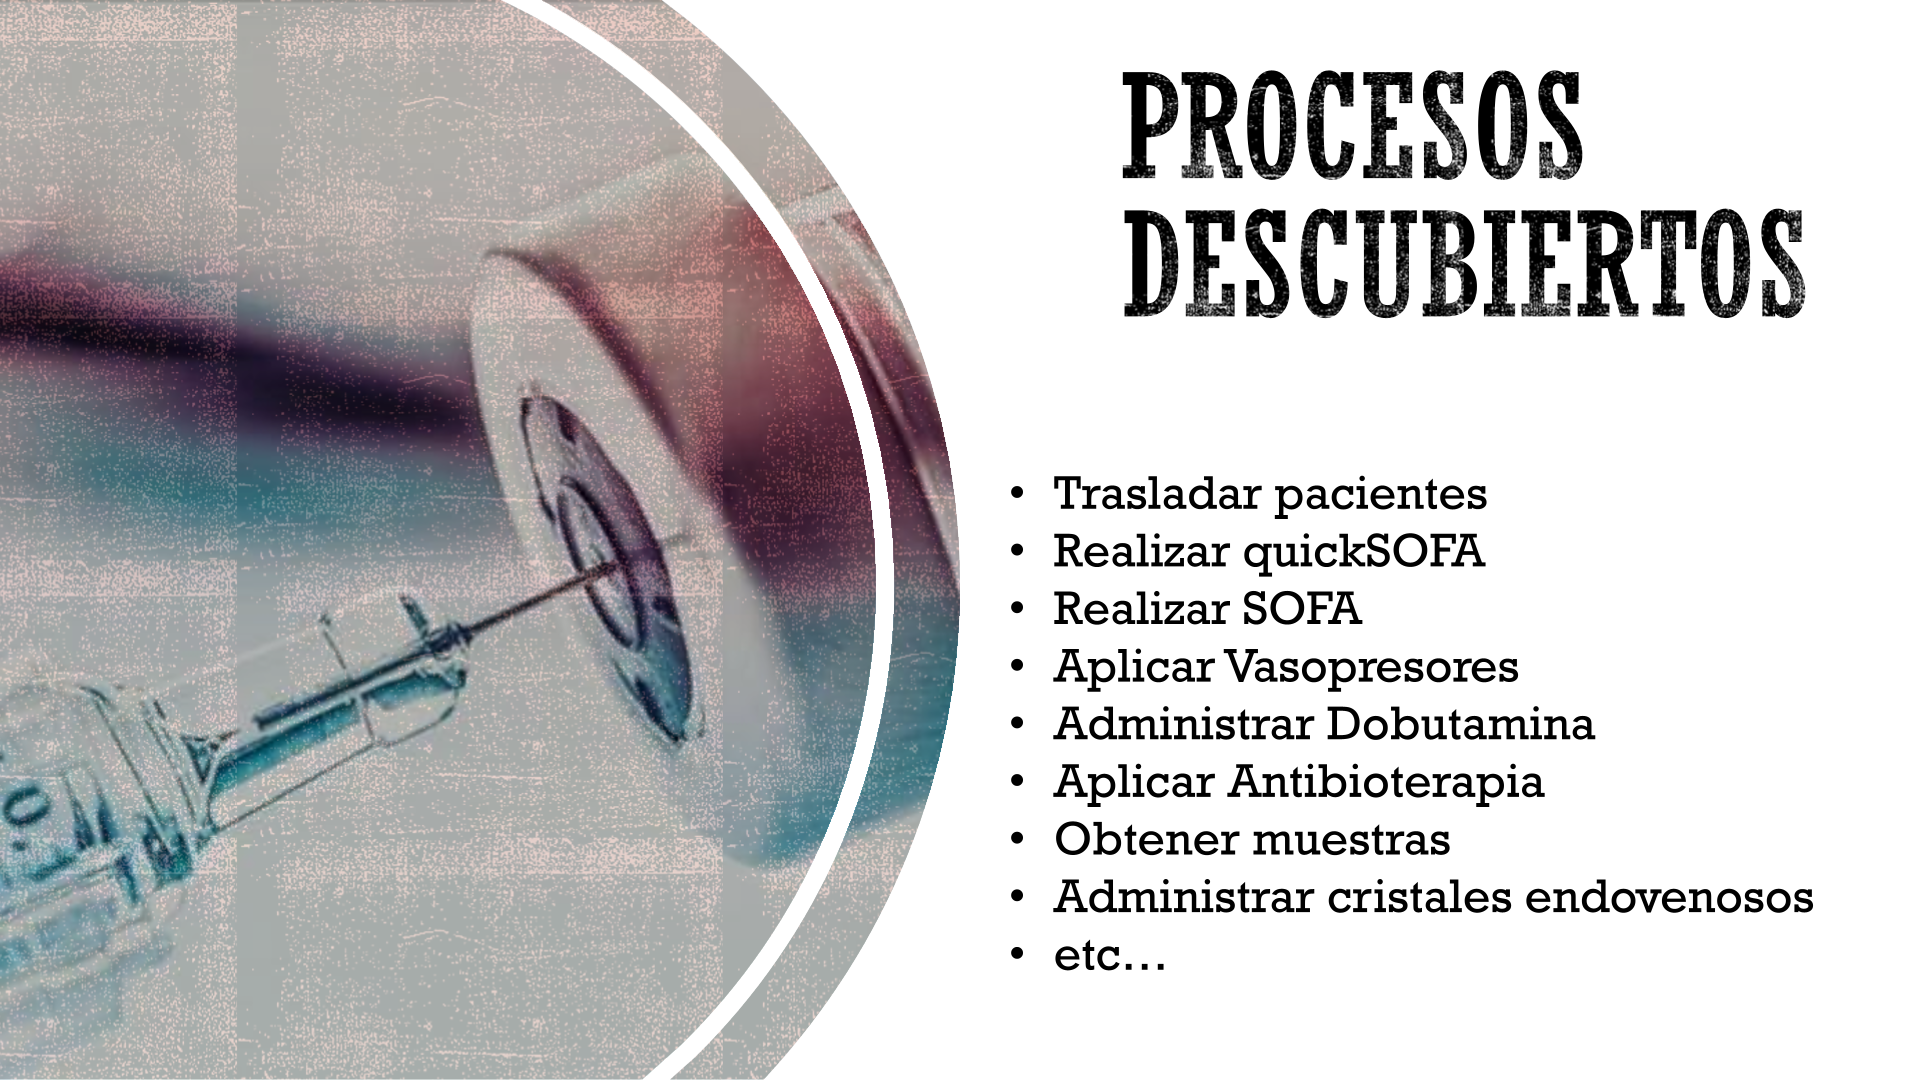 PROCESOS
DESCUBIERTOS
• Trasladar pacientes
• Realizar quickSOFA
• Realizar SOFA
• Aplicar Vasopresores
• Administrar Dobutamina
• Aplicar Antibioterapia
• Obtener muestras
• Administrar cristales endovenosos
• etc…